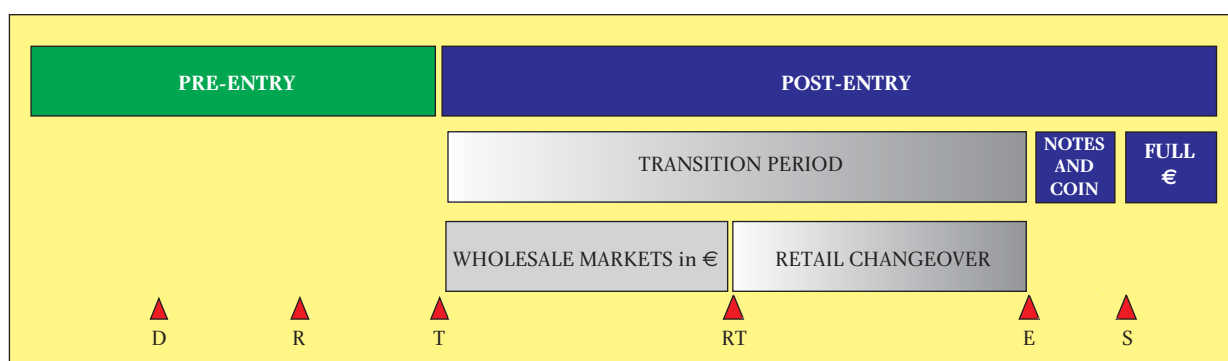 PRE-ENTRY
POST-ENTRY
TRANSITION PERIOD
NOTES
AND
COIN
FULL
€
WHOLESALE MARKETS in €
RETAIL CHANGEOVER
D R T RT E S